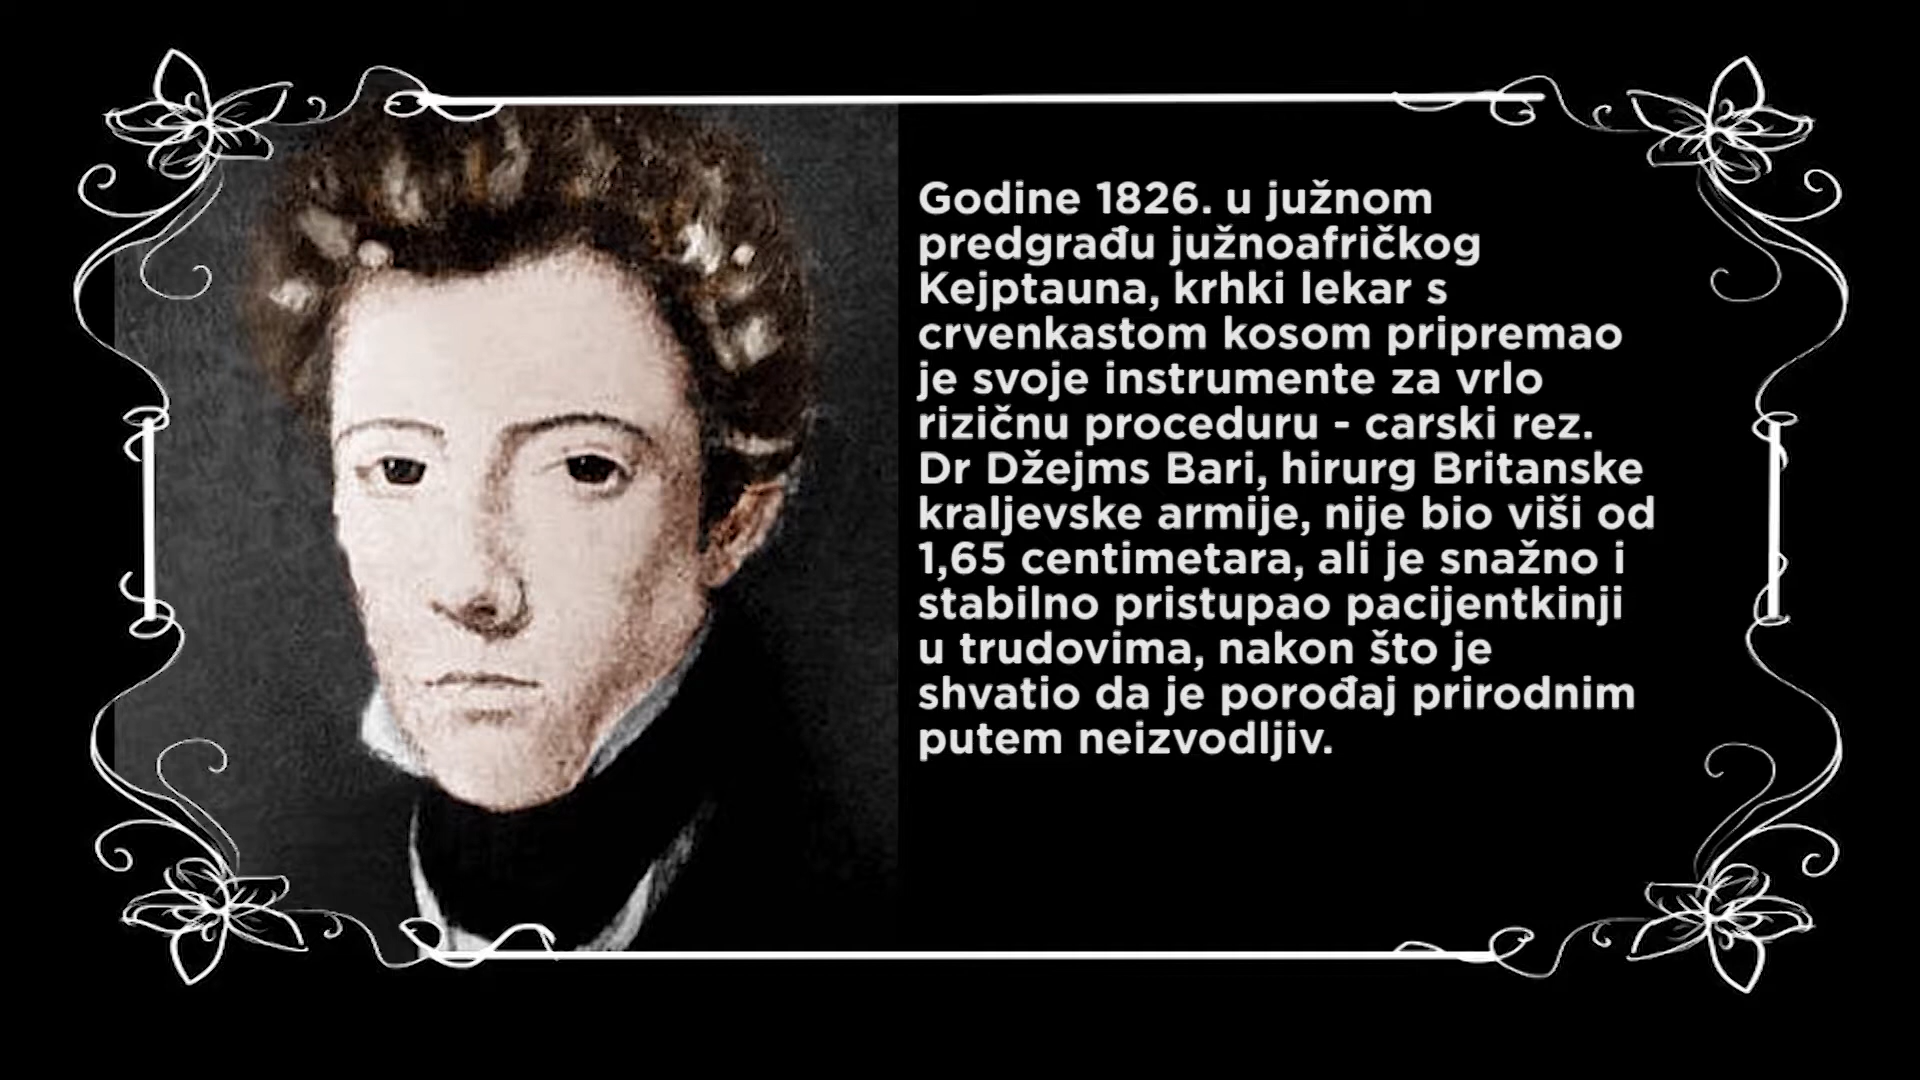 Godine 1826. u južnom
predgrađu južnoafričkog
Kejptauna, krhki lekar s
crvenkastom kosom pripremao
je svoje instrumente za vrlo
rizičnu proceduru - carski rez.
Dr Džejms Bari, hirurg Britanske
kraljevske armije, nije bio viši od
1,65 centimetara, ali je snažno i
stabilno pristupao pacijentkinji
u trudovima, nakon što je
shvatio da je porođaj prirodnim
putem neizvodljiv.